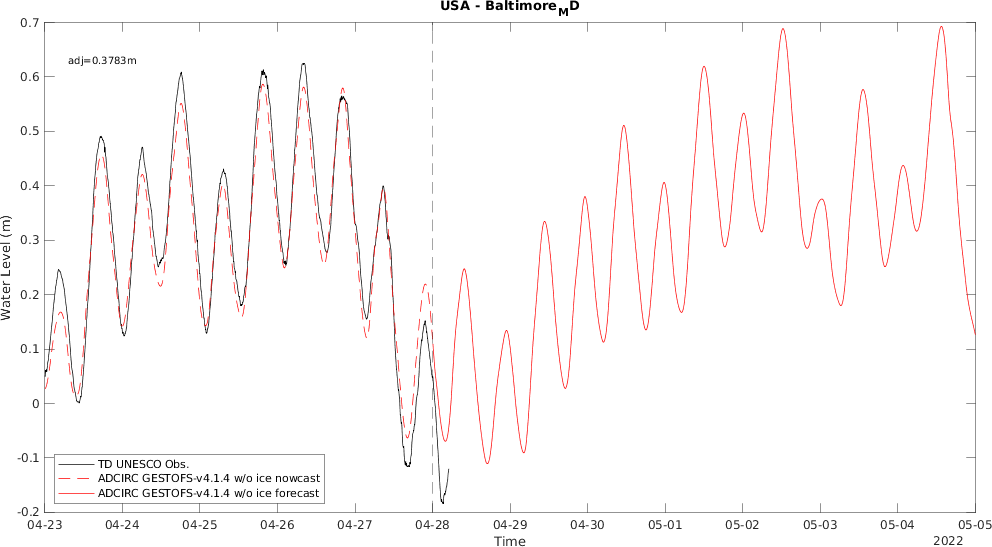 USA - Baltimore_MD
adj=0.3783m
Water Level (m)
0.7
0.6
0.5
0.4
0.3
0.2
0.1
0
-0.1
-0.2
TD UNESCO Obs.
ADCIRC GESTOFS-v4.1.4 w/o ice nowcast
ADCIRC GESTOFS-v4.1.4 w/o ice forecast
04-23 04-24 04-25 04-26 04-27 04-28 04-29 04-30 05-01 05-02 05-03 05-04 05-05
Time
2022